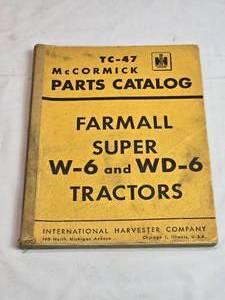 TC-47
McCORMICK
PARTS CATALOG
IH
FARMALL
SUPER
W-6 and WD-6
TRACTORS
INTERNATIONAL HARVESTER COMPANY
180 North Michigan Avenue Chicago 1, Illinois, U.S.A.